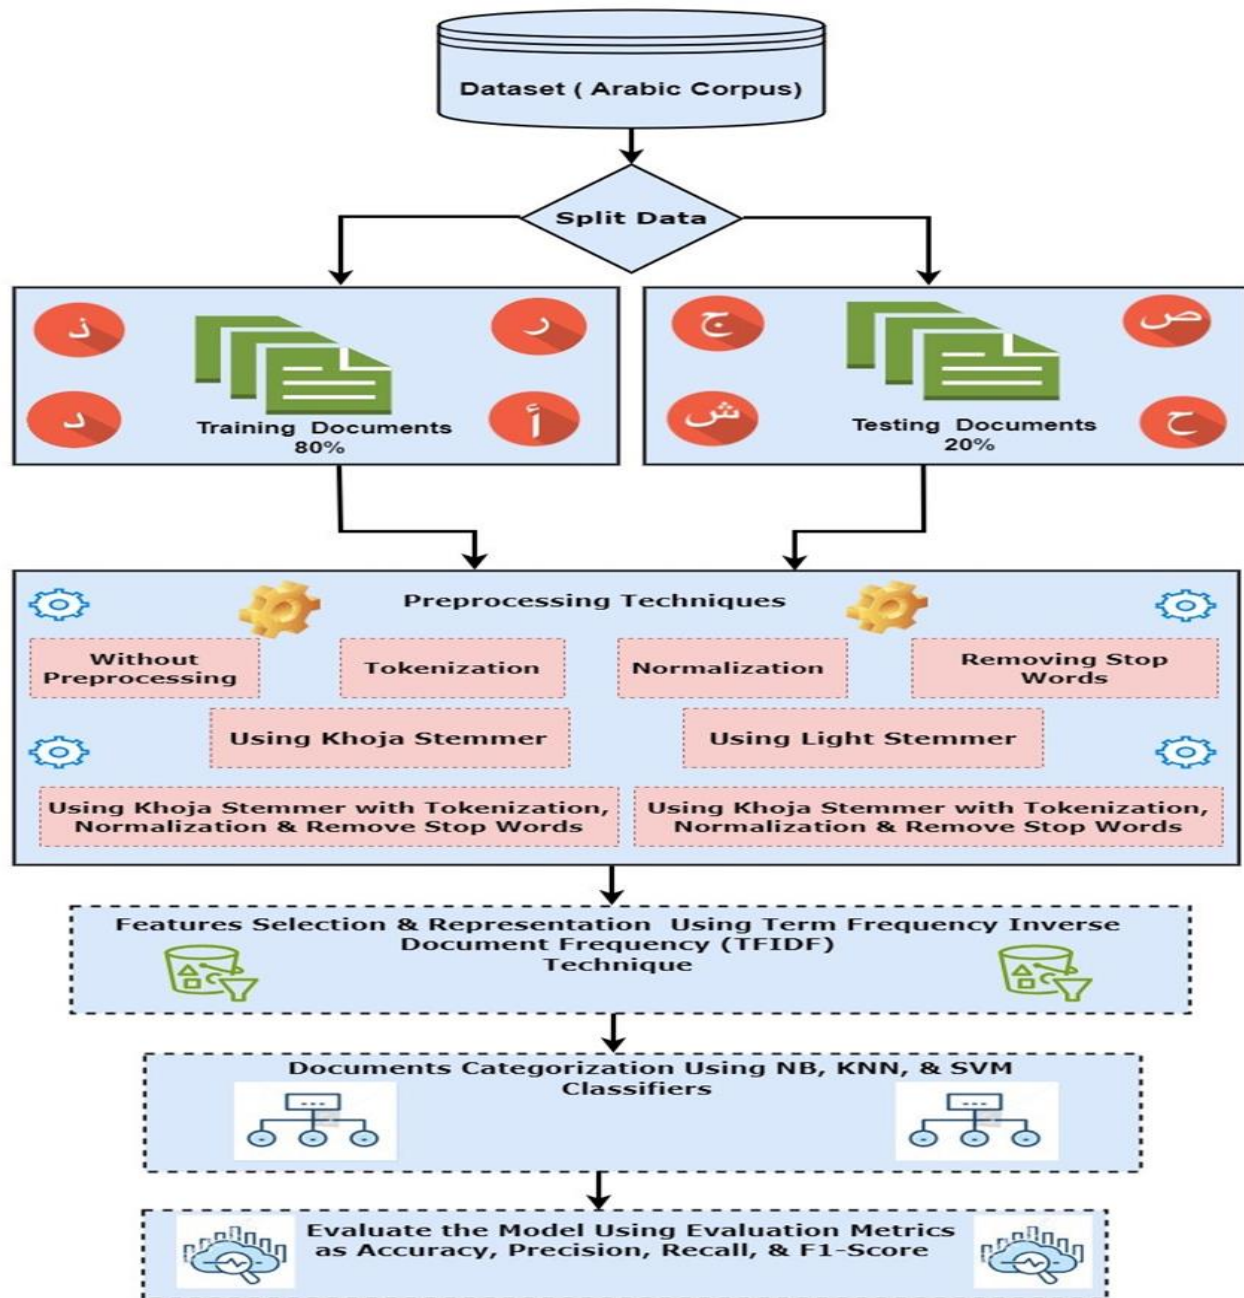 Dataset ( Arabic Corpus)
Split Data
ذ
ر
د
أ
Training Documents
80%
ج
ص
ش
ح
Testing Documents
20%
Preprocessing Techniques
Without
Preprocessing
Tokenization
Normalization
Removing Stop
Words
Using Khoja Stemmer
Using Light Stemmer
Using Khoja Stemmer with Tokenization,
Normalization & Remove Stop Words
Using Khoja Stemmer with Tokenization,
Normalization & Remove Stop Words
Features Selection & Representation Using Term Frequency Inverse
Document Frequency (TFIDF)
Technique
Documents Categorization Using NB, KNN, & SVM
Classifiers
Evaluate the Model Using Evaluation Metrics
as Accuracy, Precision, Recall, & F1-Score